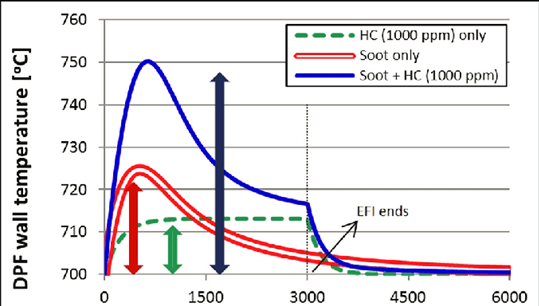 760
750
740
730
720
710
700
DPF wall temperature [ºC]
HC (1000 ppm) only
Soot only
Soot + HC (1000 ppm)
EFI ends
0
1500
3000
4500
6000